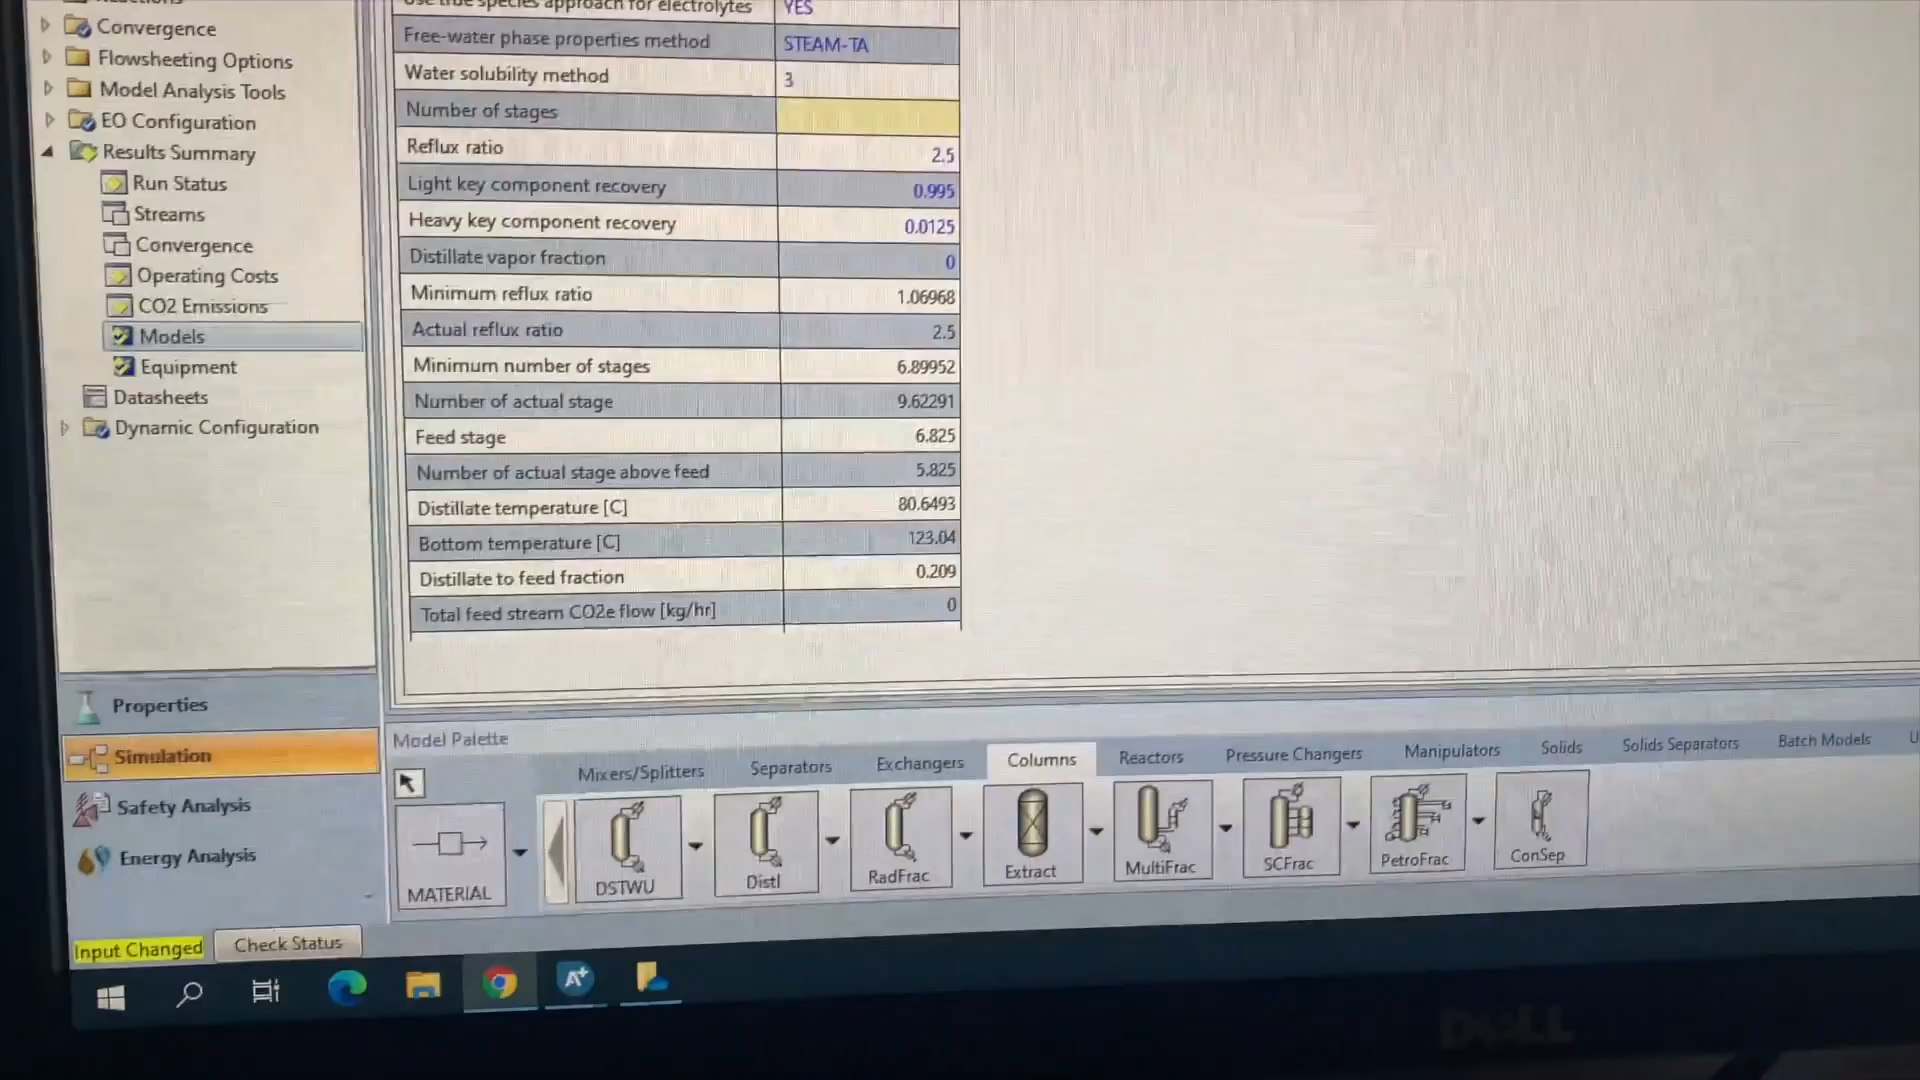 Use true species approach for electrolytes YES
Convergence
Free-water phase properties method STEAM-TA
Flowsheeting Options
Water solubility method 3
Model Analysis Tools
Number of stages
EO Configuration
Reflux ratio 2.5
Results Summary
Light key component recovery 0.995
Run Status
Heavy key component recovery 0.0125
Streams
Distillate vapor fraction 0
Convergence
Minimum reflux ratio 1.06968
Operating Costs
Actual reflux ratio 2.5
CO2 Emissions
Minimum number of stages 6.89952
Models
Number of actual stage 9.62291
Equipment
Feed stage 6.825
Datasheets
Number of actual stage above feed 5.825
Dynamic Configuration
Distillate temperature [C] 80.6493
Bottom temperature [C] 123.04
Distillate to feed fraction 0.209
Total feed stream CO2e flow [kg/hr] 0
Properties
Simulation
Safety Analysis
Energy Analysis
Model Palette
Mixers/Splitters Separators Exchangers Columns Reactors Pressure Changers Manipulators Solids Solids Separators Batch Models U
MATERIAL DSTWU Distl RadFrac Extract MultiFrac SCFrac PetroFrac ConSep
Input Changed Check Status
A+
DELL